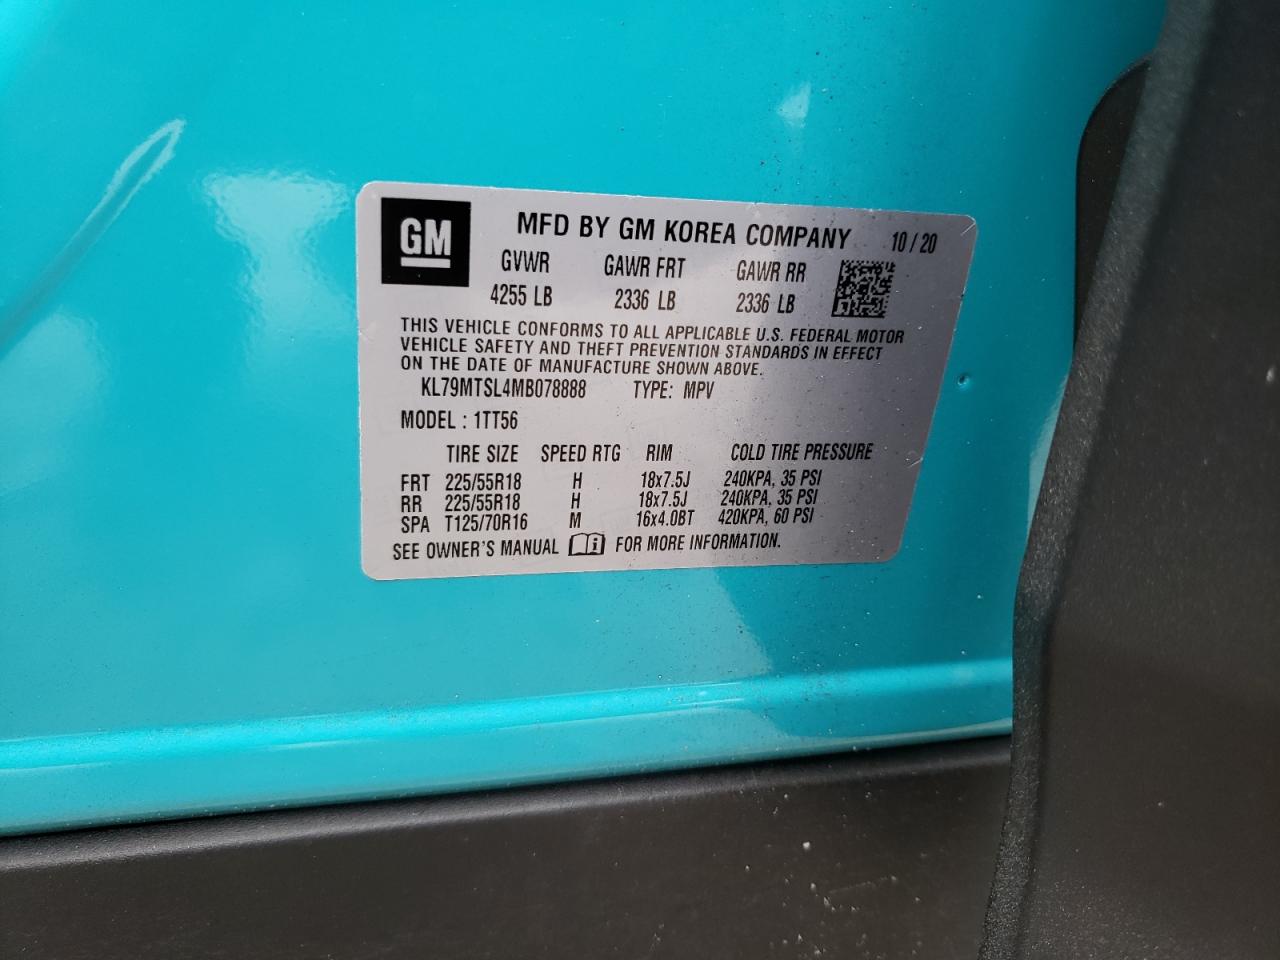 GM
MFD BY GM KOREA COMPANY 10/20
GVWR GAWR FRT GAWR RR
4255 LB 2336 LB 2336 LB
THIS VEHICLE CONFORMS TO ALL APPLICABLE U.S. FEDERAL MOTOR
VEHICLE SAFETY AND THEFT PREVENTION STANDARDS IN EFFECT
ON THE DATE OF MANUFACTURE SHOWN ABOVE.
KL79MTSL4MB078888 TYPE: MPV
MODEL : 1TT56
TIRE SIZE SPEED RTG RIM COLD TIRE PRESSURE
FRT 225/55R18 H 18x7.5J 240KPA, 35 PSI
RR 225/55R18 H 18x7.5J 240KPA, 35 PSI
SPA T125/70R16 M 16x4.0BT 420KPA, 60 PSI
SEE OWNER'S MANUAL i FOR MORE INFORMATION.